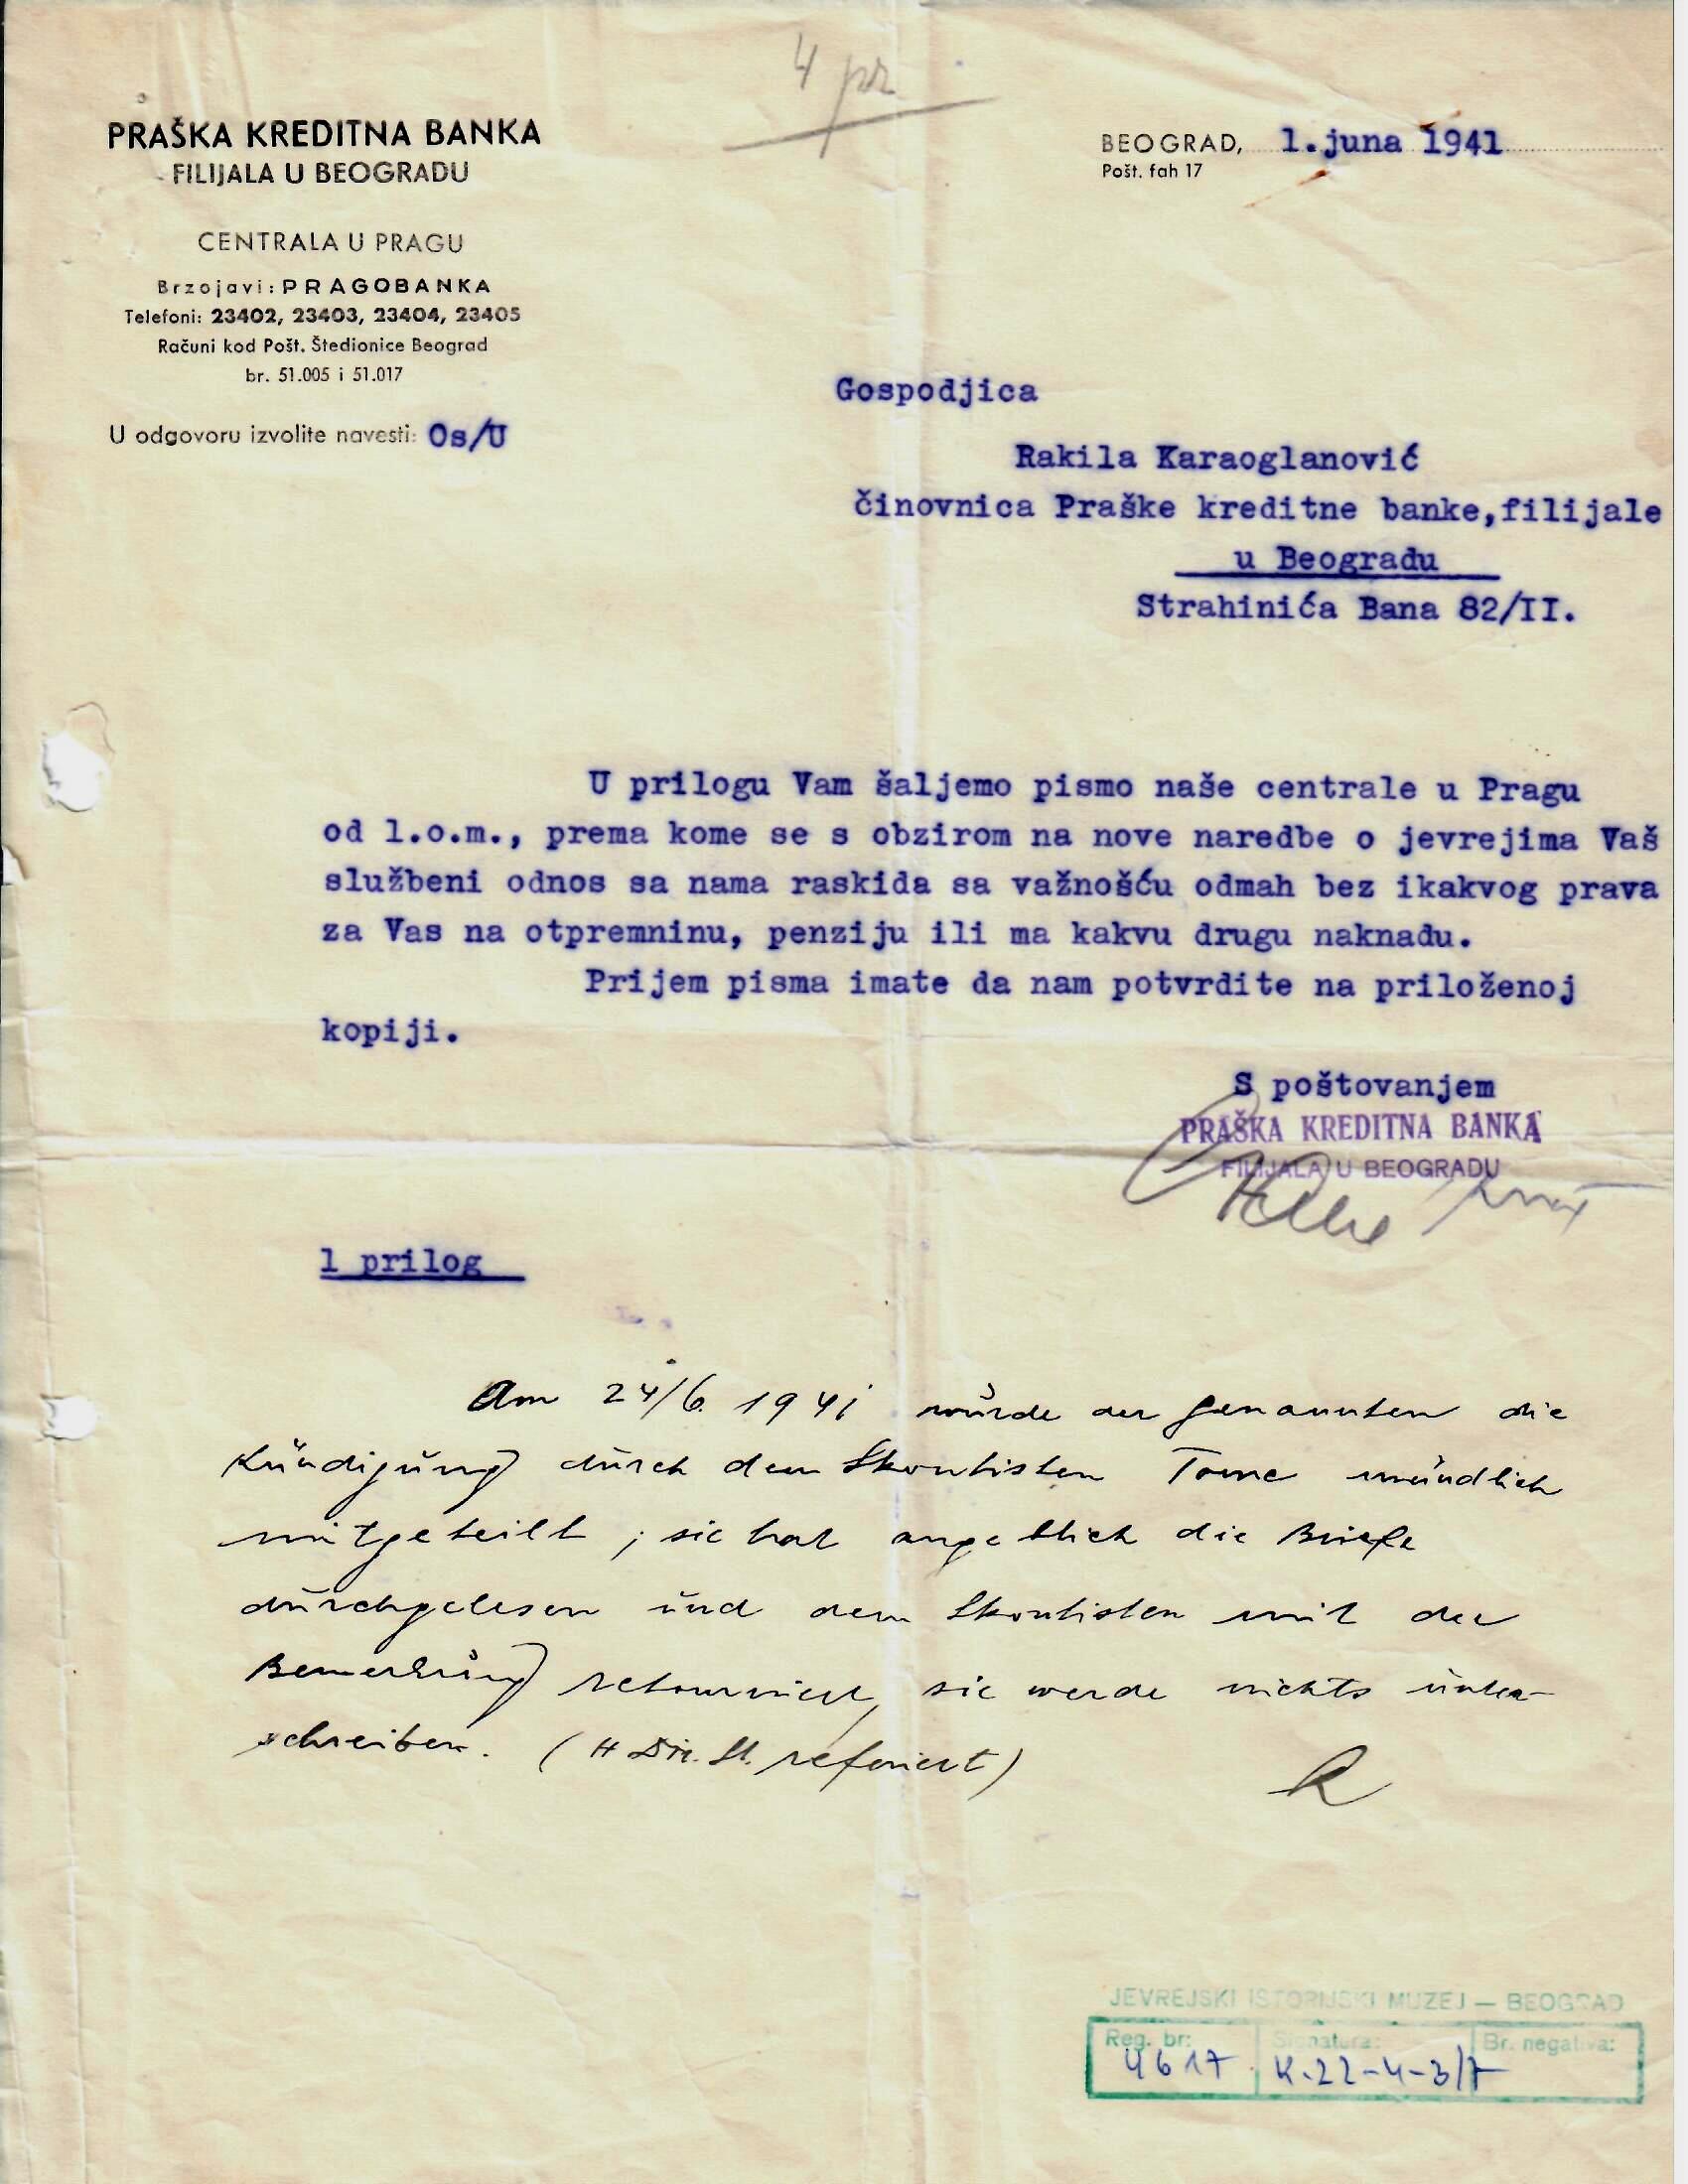 4 pr
PRAŠKA KREDITNA BANKA
FILIJALA U BEOGRADU
CENTRALA U PRAGU
Brzojavi: PRAGOBANKA
Telefoni: 23402, 23403, 23404, 23405
Računi kod Pošt. Štedionice Beograd
br. 51.005 i 51.017
U odgovoru izvolite navesti: Os/U
BEOGRAD, 1.juna 1941
Pošt. fah 17
Gospodjica
Rakila Karaoglanović
činovnica Praške kreditne banke,filijale
u Beogradu
Strahinića Bana 82/II.
U prilogu Vam šaljemo pismo naše centrale u Pragu
od l.o.m., prema kome se s obzirom na nove naredbe o jevrejima Vaš
službeni odnos sa nama raskida sa važnošću odmah bez ikakvog prava
za Vas na otpremninu, penziju ili ma kakvu drugu naknadu.
Prijem pisma imate da nam potvrdite na priloženoj
kopiji.
S poštovanjem
PRAŠKA KREDITNA BANKA
FILIJALA U BEOGRADU
1 prilog
Am 24/6. 1941 wurde der genannten die
Kündigung durch den Skontisten Tome mündlich
mitgeteilt; sie hat angeblich die Briefe
durchgelesen und dem Skontisten mit der
Bemerkung retourniert, sie werde nichts unter-
schreiben. (H Dir. St. referiert)
R
JEVREJSKI ISTORIJSKI MUZEJ — BEOGRAD
Reg. br: Signatura: Br. negativa:
4617 K.22-4-3/7